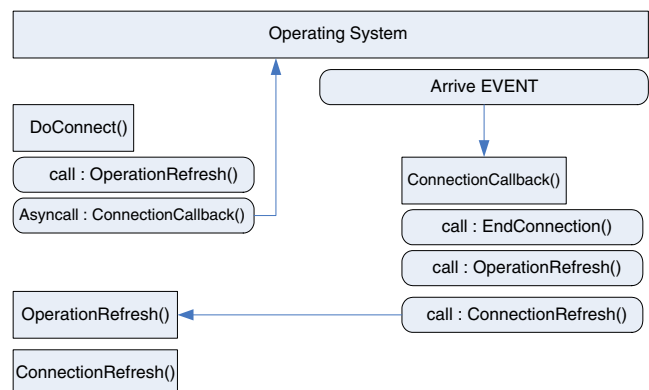 Operating System
Arrive EVENT
DoConnect()
call : OperationRefresh()
Asyncall : ConnectionCallback()
ConnectionCallback()
call : EndConnection()
call : OperationRefresh()
call : ConnectionRefresh()
OperationRefresh()
ConnectionRefresh()